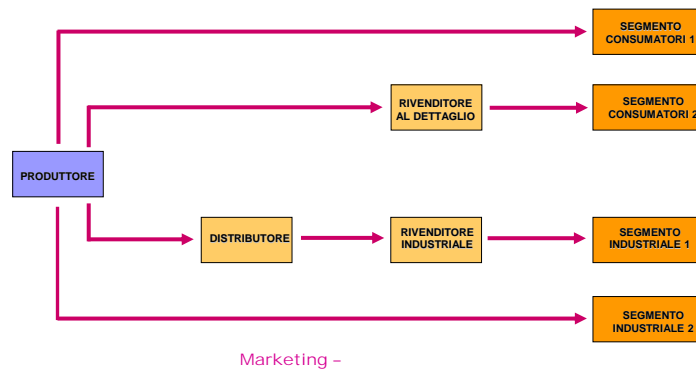 SEGMENTO
CONSUMATORI 1
RIVENDITORE
AL DETTAGLIO
SEGMENTO
CONSUMATORI 2
PRODUTTORE
DISTRIBUTORE
RIVENDITORE
INDUSTRIALE
SEGMENTO
INDUSTRIALE 1
SEGMENTO
INDUSTRIALE 2
Marketing –